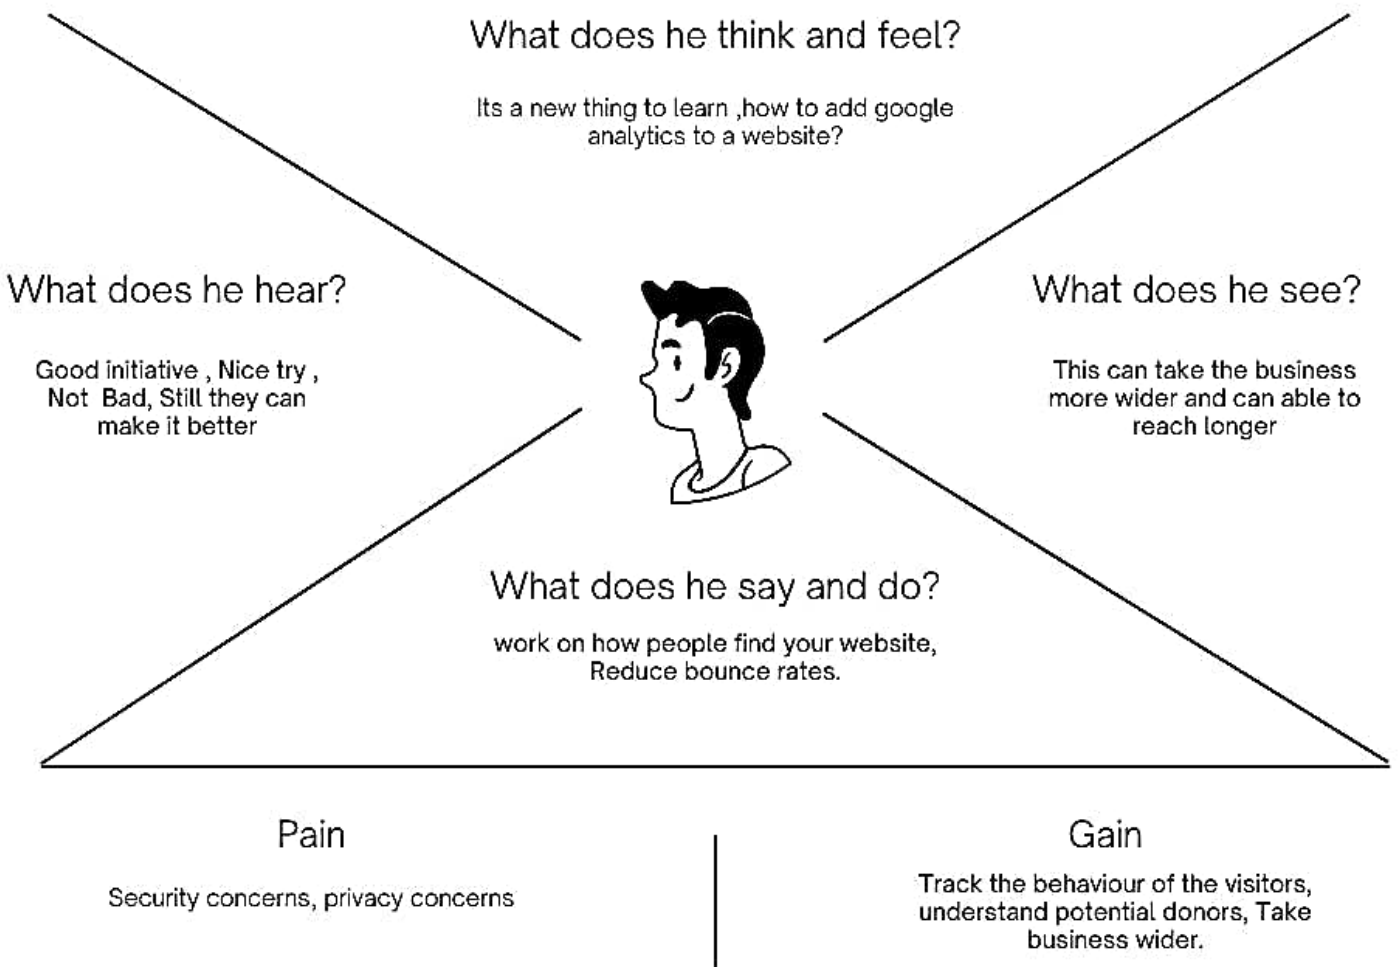 What does he think and feel?
Its a new thing to learn ,how to add google
analytics to a website?
What does he hear?
Good initiative , Nice try ,
Not Bad, Still they can
make it better
What does he see?
This can take the business
more wider and can able to
reach longer
What does he say and do?
work on how people find your website,
Reduce bounce rates.
Pain
Security concerns, privacy concerns
Gain
Track the behaviour of the visitors,
understand potential donors, Take
business wider.